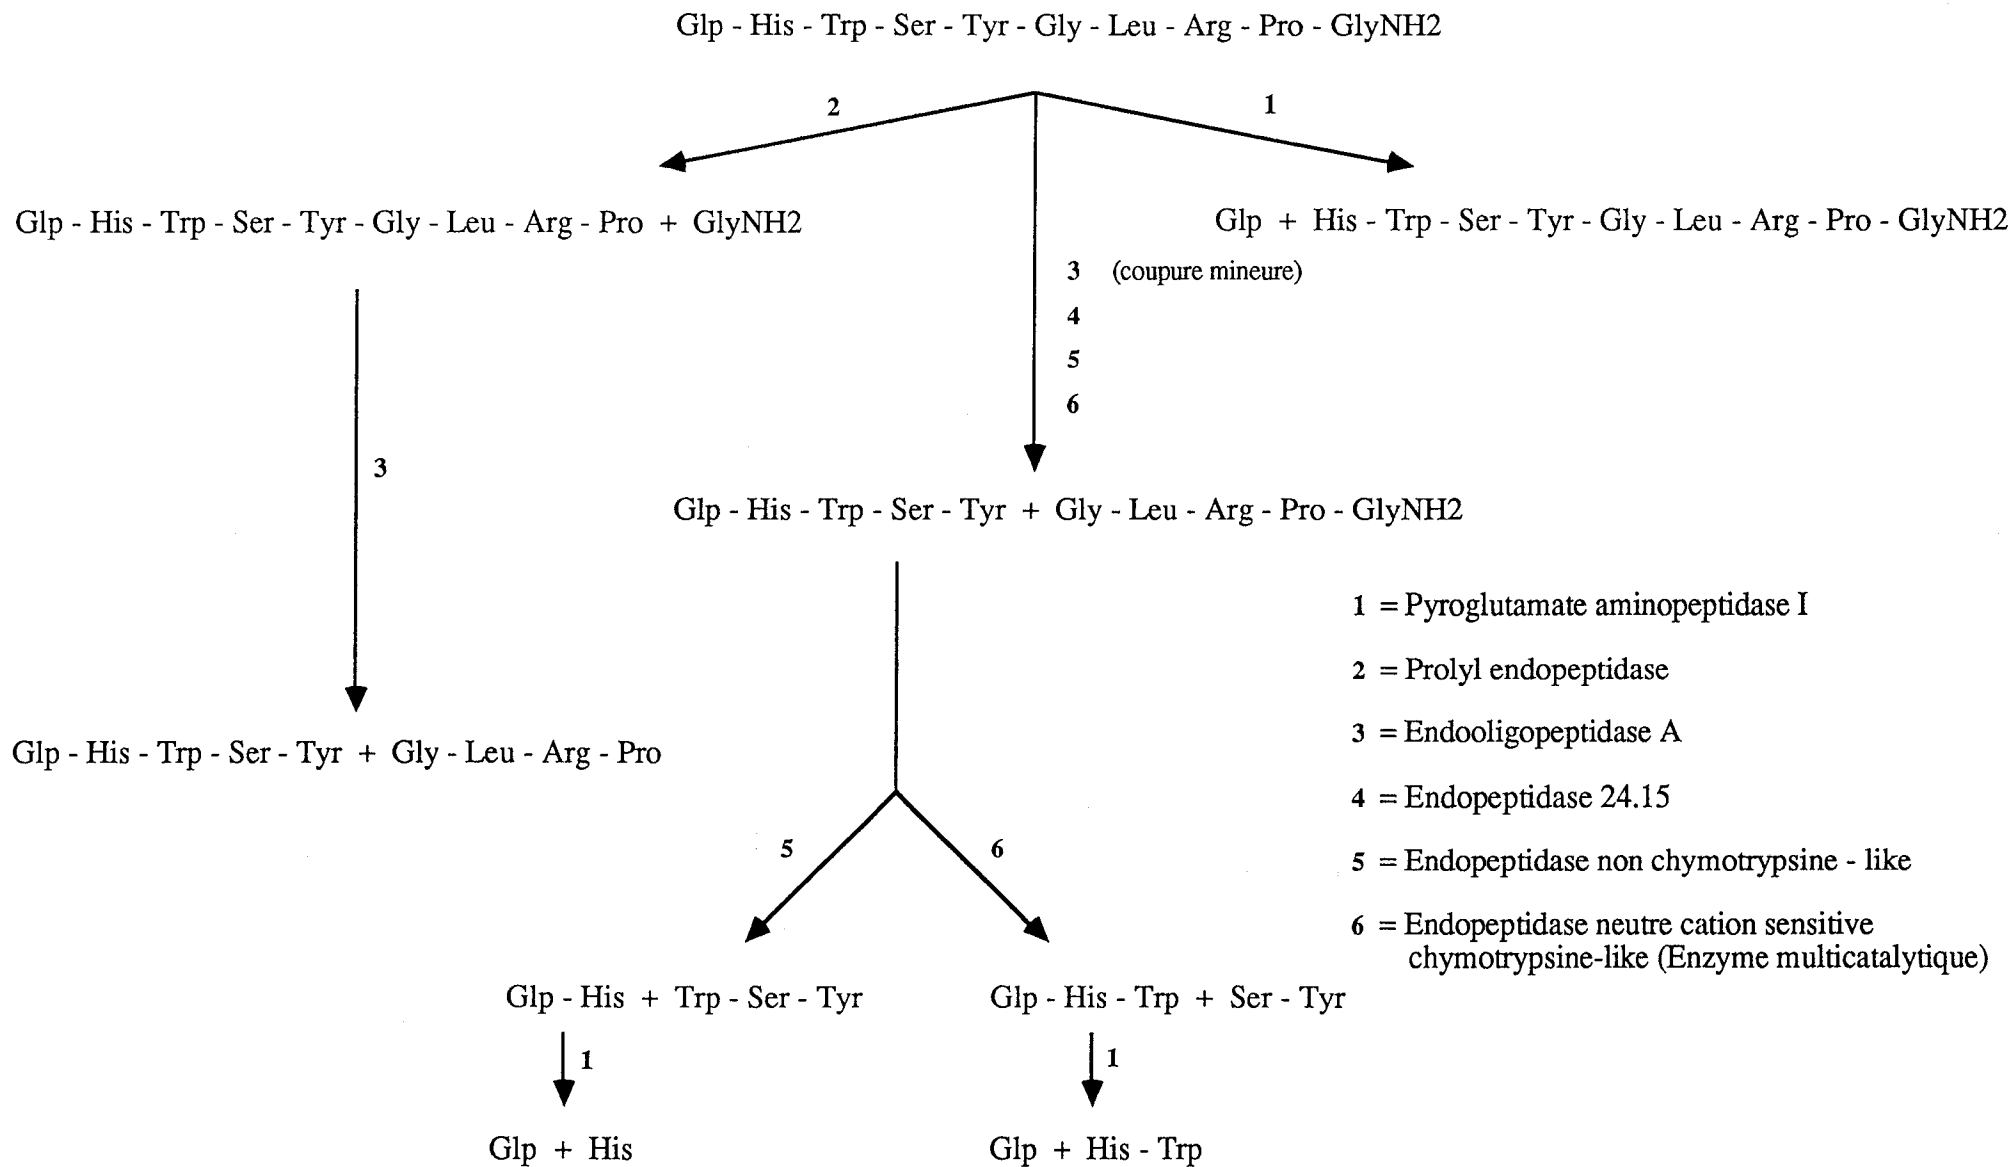 Glp - His - Trp - Ser - Tyr - Gly - Leu - Arg - Pro - GlyNH2
2
1
Glp - His - Trp - Ser - Tyr - Gly - Leu - Arg - Pro + GlyNH2
Glp + His - Trp - Ser - Tyr - Gly - Leu - Arg - Pro - GlyNH2
3 (coupure mineure)
4
5
6
3
Glp - His - Trp - Ser - Tyr + Gly - Leu - Arg - Pro - GlyNH2
Glp - His - Trp - Ser - Tyr + Gly - Leu - Arg - Pro
5
6
Glp - His + Trp - Ser - Tyr
Glp - His - Trp + Ser - Tyr
1
1
Glp + His
Glp + His - Trp
1 = Pyroglutamate aminopeptidase I
2 = Prolyl endopeptidase
3 = Endooligopeptidase A
4 = Endopeptidase 24.15
5 = Endopeptidase non chymotrypsine - like
6 = Endopeptidase neutre cation sensitive
chymotrypsine-like (Enzyme multicatalytique)